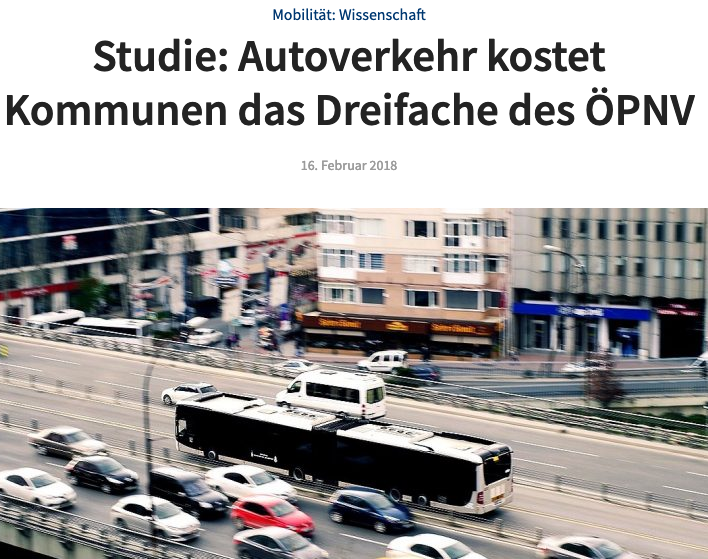 Mobilität: Wissenschaft
Studie: Autoverkehr kostet
Kommunen das Dreifache des ÖPNV
16. Februar 2018